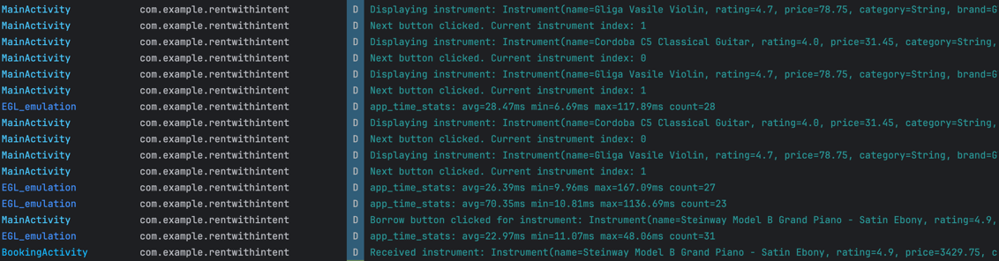 MainActivity com.example.rentwithintent D Displaying instrument: Instrument(name=Gliga Vasile Violin, rating=4.7, price=78.75, category=String, brand=G
MainActivity com.example.rentwithintent D Next button clicked. Current instrument index: 1
MainActivity com.example.rentwithintent D Displaying instrument: Instrument(name=Cordoba C5 Classical Guitar, rating=4.0, price=31.45, category=String,
MainActivity com.example.rentwithintent D Next button clicked. Current instrument index: 0
MainActivity com.example.rentwithintent D Displaying instrument: Instrument(name=Gliga Vasile Violin, rating=4.7, price=78.75, category=String, brand=G
MainActivity com.example.rentwithintent D Next button clicked. Current instrument index: 1
EGL_emulation com.example.rentwithintent D app_time_stats: avg=28.47ms min=6.69ms max=117.89ms count=28
MainActivity com.example.rentwithintent D Displaying instrument: Instrument(name=Cordoba C5 Classical Guitar, rating=4.0, price=31.45, category=String,
MainActivity com.example.rentwithintent D Next button clicked. Current instrument index: 0
MainActivity com.example.rentwithintent D Displaying instrument: Instrument(name=Gliga Vasile Violin, rating=4.7, price=78.75, category=String, brand=G
MainActivity com.example.rentwithintent D Next button clicked. Current instrument index: 1
EGL_emulation com.example.rentwithintent D app_time_stats: avg=26.39ms min=9.96ms max=167.09ms count=27
EGL_emulation com.example.rentwithintent D app_time_stats: avg=70.35ms min=10.81ms max=1136.69ms count=23
MainActivity com.example.rentwithintent D Borrow button clicked for instrument: Instrument(name=Steinway Model B Grand Piano - Satin Ebony, rating=4.9,
EGL_emulation com.example.rentwithintent D app_time_stats: avg=22.97ms min=11.07ms max=48.06ms count=31
BookingActivity com.example.rentwithintent D Received instrument: Instrument(name=Steinway Model B Grand Piano - Satin Ebony, rating=4.9, price=3429.75, c